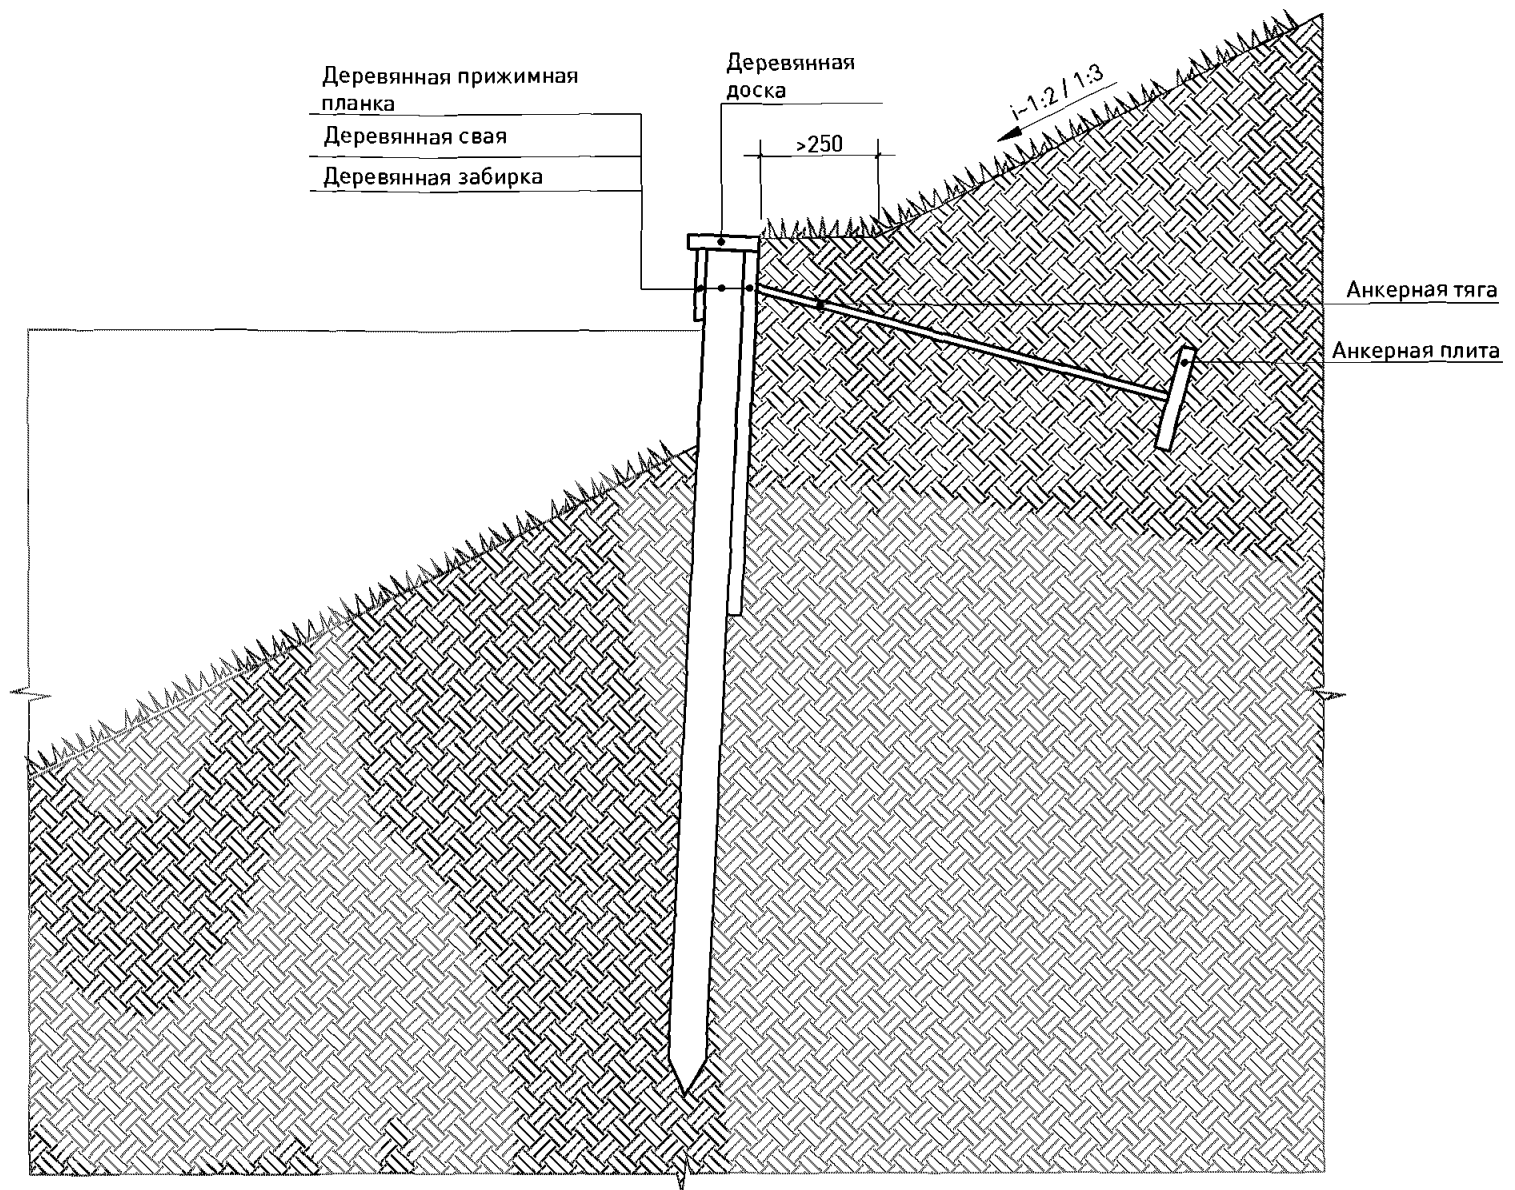 Деревянная прижимная
планка
Деревянная свая
Деревянная забирка
Деревянная
доска
>250
i~1:2 / 1:3
Анкерная тяга
Анкерная плита